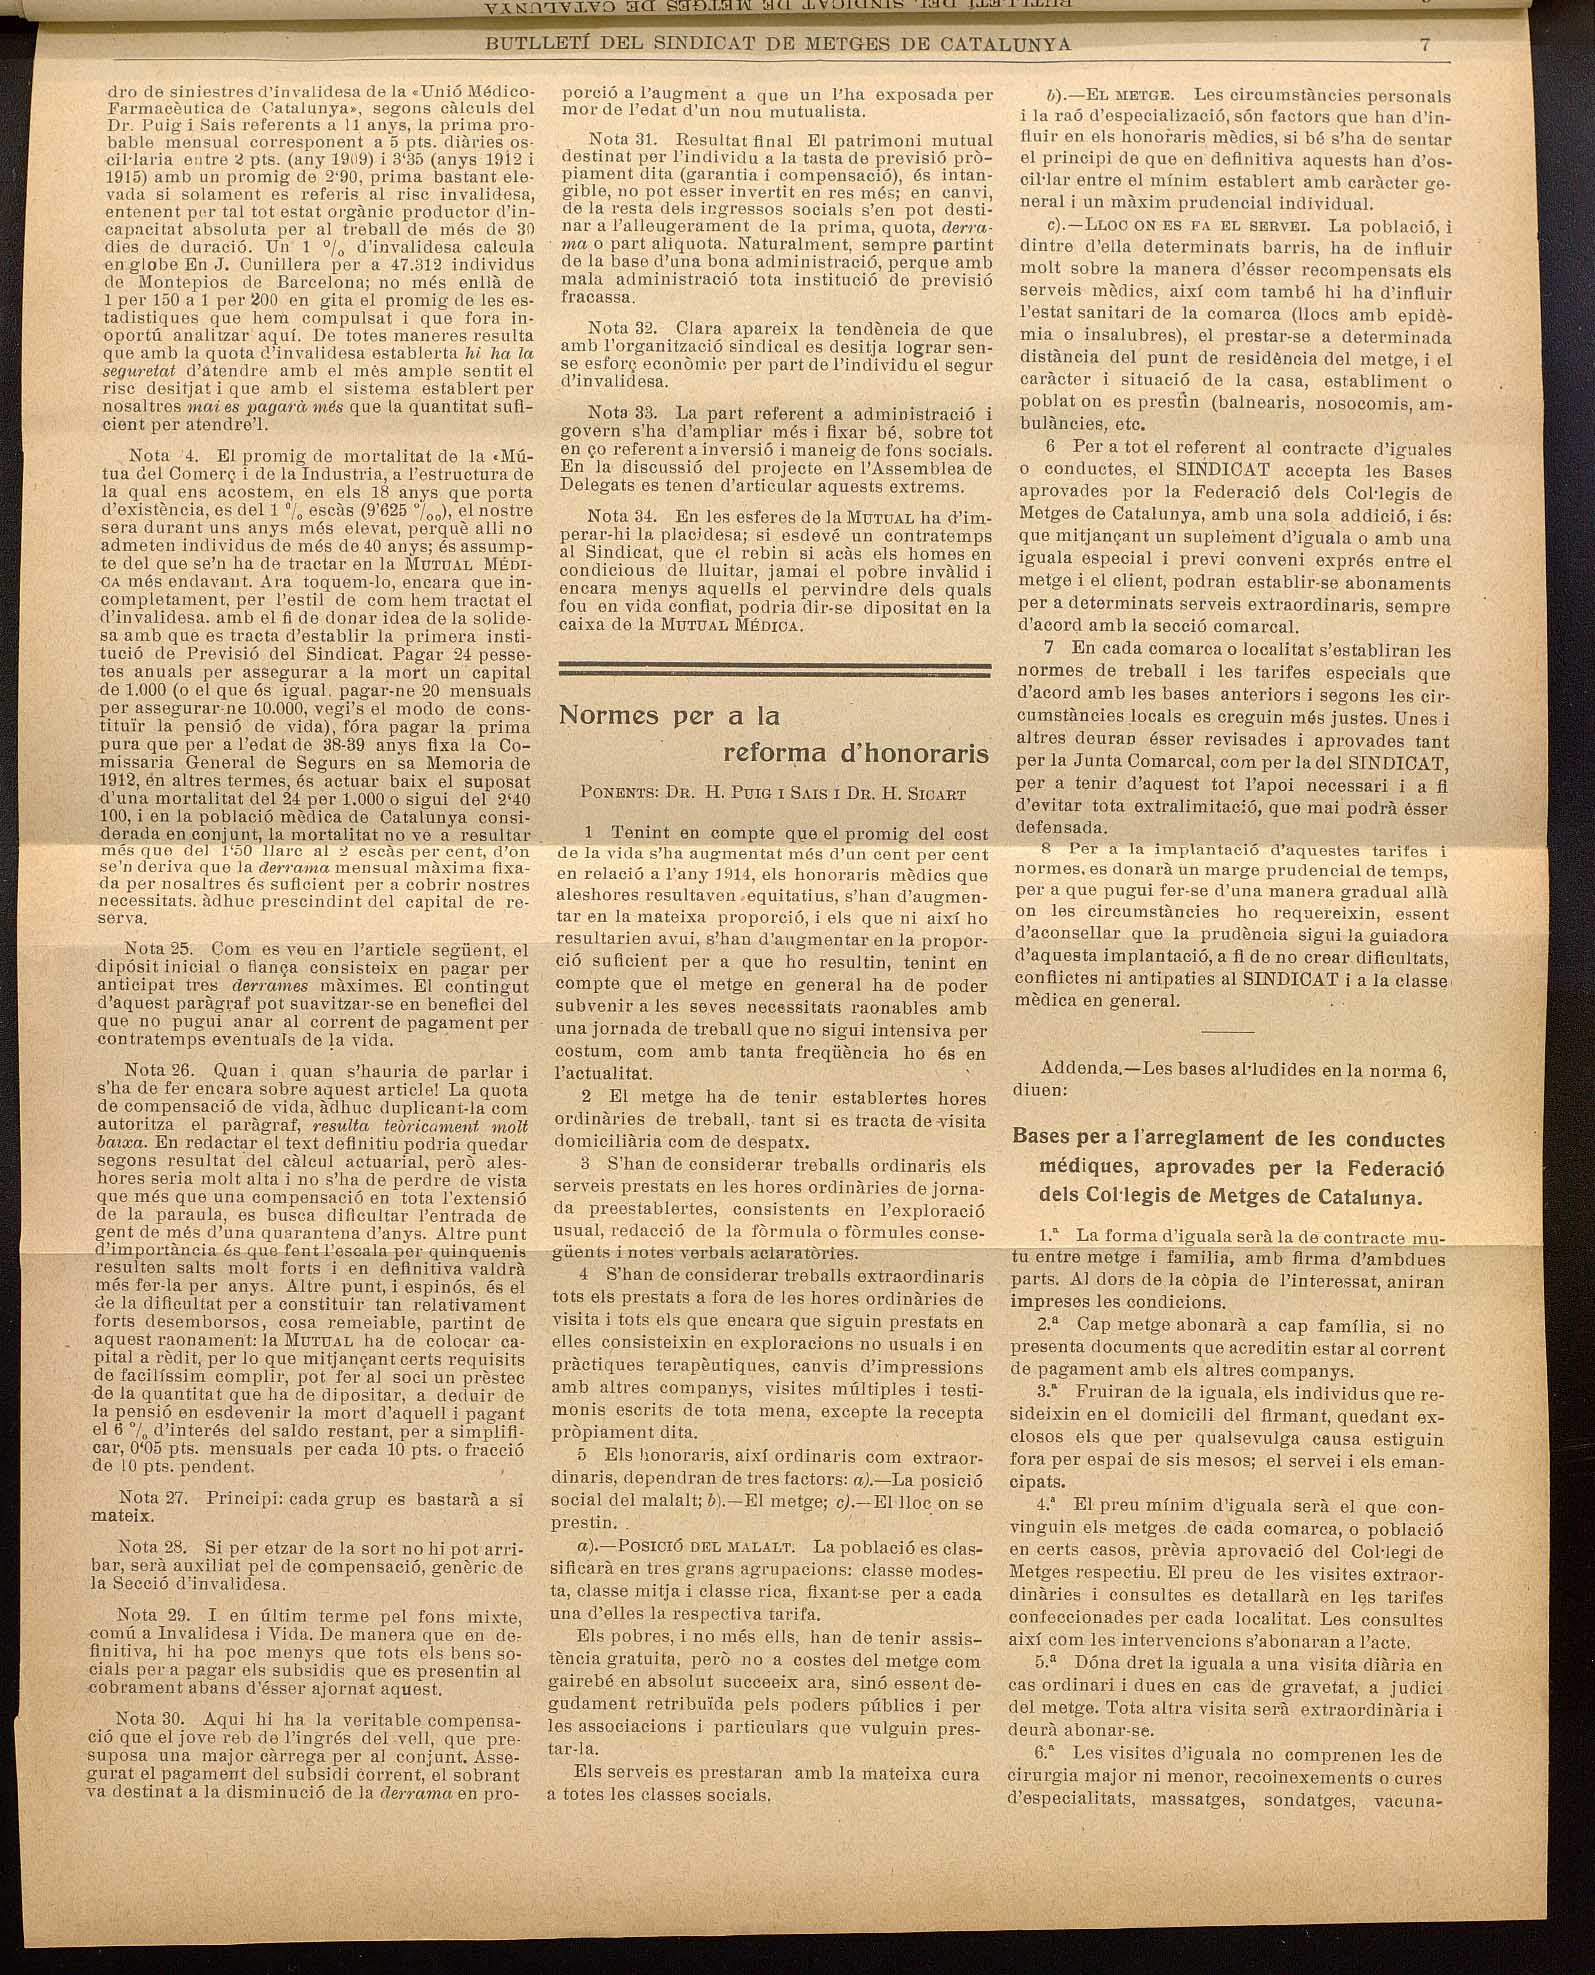 BUTLLETÍ DEL SINDICAT DE METGES DE CATALUNYA 7
dro de siniestres d'invalidesa de la «Unió Médico-
Farmacèutica de Catalunya», segons càlculs del
Dr. Puig i Sais referents a 11 anys, la prima pro-
bable mensual corresponent a 5 pts. diàries os-
cil·laria entre 2 pts. (any 1909) i 3'35 (anys 1912 i
1915) amb un promig de 2'90, prima bastant ele-
vada si solament es referis al risc invalidesa,
entenent per tal tot estat orgànic productor d'in-
capacitat absoluta per al treball de més de 30
dies de duració. Un 1 % d'invalidesa calcula
en globe En J. Cunillera per a 47.312 individus
de Montepios de Barcelona; no més enllà de
1 per 150 a 1 per 200 en gita el promig de les es-
tadistiques que hem compulsat i que fora in-
oportú analitzar aquí. De totes maneres resulta
que amb la quota d'invalidesa establerta hi ha la
seguretat d'atendre amb el més ample sentit el
risc desitjat i que amb el sistema establert per
nosaltres mai es pagarà més que la quantitat sufi-
cient per atendre'l.
Nota 4. El promig de mortalitat de la «Mú-
tua del Comerç i de la Industria, a l'estructura de
la qual ens acostem, en els 18 anys que porta
d'existència, es del 1 % escàs (9'625 %₀), el nostre
sera durant uns anys més elevat, perquè alli no
admeten individus de més de 40 anys; és assump-
te del que se'n ha de tractar en la MUTUAL MÉDI-
CA més endavant. Ara toquem-lo, encara que in-
completament, per l'estil de com hem tractat el
d'invalidesa. amb el fi de donar idea de la solide-
sa amb que es tracta d'establir la primera insti-
tució de Previsió del Sindicat. Pagar 24 pesse-
tes anuals per assegurar a la mort un capital
de 1.000 (o el que és igual. pagar-ne 20 mensuals
per assegurar-ne 10.000, vegi's el modo de cons-
tituïr la pensió de vida), fóra pagar la prima
pura que per a l'edat de 38-39 anys fixa la Co-
missaria General de Segurs en sa Memoria de
1912, én altres termes, és actuar baix el suposat
d'una mortalitat del 24 per 1.000 o sigui del 2'40
100, i en la població mèdica de Catalunya consi-
derada en conjunt, la mortalitat no ve a resultar
més que del 1'50 llarc al 2 escàs per cent, d'on
se'n deriva que la derrama mensual màxima fixa-
da per nosaltres és suficient per a cobrir nostres
necessitats. àdhuc prescindint del capital de re-
serva.
Nota 25. Com es veu en l'article següent, el
dipósit inicial o fiança consisteix en pagar per
anticipat tres derrames màximes. El contingut
d'aquest paràgraf pot suavitzar-se en benefici del
que no pugui anar al corrent de pagament per
contratemps eventuals de la vida.
Nota 26. Quan i quan s'hauria de parlar i
s'ha de fer encara sobre aquest article! La quota
de compensació de vida, àdhuc duplicant-la com
autoritza el paràgraf, resulta teòricament molt
baixa. En redactar el text definitiu podria quedar
segons resultat del càlcul actuarial, però ales-
hores seria molt alta i no s'ha de perdre de vista
que més que una compensació en tota l'extensió
de la paraula, es busca dificultar l'entrada de
gent de més d'una quarantena d'anys. Altre punt
d'importància és que fent l'escala per quinquenis
resulten salts molt forts i en definitiva valdrà
més fer-la per anys. Altre punt, i espinós, és el
de la dificultat per a constituir tan relativament
forts desemborsos, cosa remeiable, partint de
aquest raonament: la MUTUAL ha de colocar ca-
pital a rèdit, per lo que mitjançant certs requisits
de facilíssim complir, pot fer al soci un prèstec
de la quantitat que ha de dipositar, a deduir de
la pensió en esdevenir la mort d'aquell i pagant
el 6 % d'interés del saldo restant, per a simplifi-
car, 0'05 pts. mensuals per cada 10 pts. o fracció
de 10 pts. pendent.
Nota 27. Principi: cada grup es bastarà a sí
mateix.
Nota 28. Si per etzar de la sort no hi pot arri-
bar, serà auxiliat pel de compensació, genèric de
la Secció d'invalidesa.
Nota 29. I en últim terme pel fons mixte,
comú a Invalidesa i Vida. De manera que en de-
finitiva, hi ha poc menys que tots els bens so-
cials per a pagar els subsidis que es presentin al
cobrament abans d'ésser ajornat aquest.
Nota 30. Aqui hi ha la veritable compensa-
ció que el jove reb de l'ingrés del vell, que pre-
suposa una major càrrega per al conjunt. Asse-
gurat el pagament del subsidi corrent, el sobrant
va destinat a la disminució de la derrama en pro-
porció a l'augment a que un l'ha exposada per
mor de l'edat d'un nou mutualista.
Nota 31. Resultat final El patrimoni mutual
destinat per l'individu a la tasta de previsió prò-
piament dita (garantia i compensació), és intan-
gible, no pot esser invertit en res més; en canvi,
de la resta dels ingressos socials s'en pot desti-
nar a l'alleugerament de la prima, quota, derra-
ma o part aliquota. Naturalment, sempre partint
de la base d'una bona administració, perque amb
mala administració tota institució de previsió
fracassa.
Nota 32. Clara apareix la tendència de que
amb l'organització sindical es desitja lograr sen-
se esforç econòmic per part de l'individu el segur
d'invalidesa.
Nota 33. La part referent a administració i
govern s'ha d'ampliar més i fixar bé, sobre tot
en ço referent a inversió i maneig de fons socials.
En la discussió del projecte en l'Assemblea de
Delegats es tenen d'articular aquests extrems.
Nota 34. En les esferes de la MUTUAL ha d'im-
perar-hi la placidesa; si esdevé un contratemps
al Sindicat, que el rebin si acàs els homes en
condicious de lluitar, jamai el pobre invàlid i
encara menys aquells el pervindre dels quals
fou en vida confiat, podria dir-se dipositat en la
caixa de la MUTUAL MÉDICA.
Normes per a la
reforma d'honoraris
PONENTS: DR. H. PUIG I SAIS I DR. H. SICART
1 Tenint en compte que el promig del cost
de la vida s'ha augmentat més d'un cent per cent
en relació a l'any 1914, els honoraris mèdics que
aleshores resultaven equitatius, s'han d'augmen-
tar en la mateixa proporció, i els que ni així ho
resultarien avui, s'han d'augmentar en la propor-
ció suficient per a que ho resultin, tenint en
compte que el metge en general ha de poder
subvenir a les seves necessitats raonables amb
una jornada de treball que no sigui intensiva per
costum, com amb tanta freqüència ho és en
l'actualitat.
2 El metge ha de tenir establertes hores
ordinàries de treball, tant si es tracta de visita
domiciliària com de despatx.
3 S'han de considerar treballs ordinaris els
serveis prestats en les hores ordinàries de jorna-
da preestablertes, consistents en l'exploració
usual, redacció de la fòrmula o fòrmules conse-
güents i notes verbals aclaratòries.
4 S'han de considerar treballs extraordinaris
tots els prestats a fora de les hores ordinàries de
visita i tots els que encara que siguin prestats en
elles consisteixin en exploracions no usuals i en
pràctiques terapèutiques, canvis d'impressions
amb altres companys, visites múltiples i testi-
monis escrits de tota mena, excepte la recepta
pròpiament dita.
5 Els honoraris, així ordinaris com extraor-
dinaris, dependran de tres factors: a).—La posició
social del malalt; b).—El metge; c).—El lloc on se
prestin.
a).—POSICIÓ DEL MALALT. La població es clas-
sificarà en tres grans agrupacions: classe modes-
ta, classe mitja i classe rica, fixant-se per a cada
una d'elles la respectiva tarifa.
Els pobres, i no més ells, han de tenir assis-
tència gratuita, però no a costes del metge com
gairebé en absolut succeeix ara, sinó essent de-
gudament retribuïda pels poders públics i per
les associacions i particulars que vulguin pres-
tar-la.
Els serveis es prestaran amb la mateixa cura
a totes les classes socials.
b).—EL METGE. Les circumstàncies personals
i la raó d'especializació, són factors que han d'in-
fluir en els honoraris mèdics, si bé s'ha de sentar
el principi de que en definitiva aquests han d'os-
cil·lar entre el mínim establert amb caràcter ge-
neral i un màxim prudencial individual.
c).—LLOC ON ES FA EL SERVEI. La població, i
dintre d'ella determinats barris, ha de influir
molt sobre la manera d'ésser recompensats els
serveis mèdics, així com també hi ha d'influir
l'estat sanitari de la comarca (llocs amb epidè-
mia o insalubres), el prestar-se a determinada
distància del punt de residència del metge, i el
caràcter i situació de la casa, establiment o
poblat on es prestin (balnearis, nosocomis, am-
bulàncies, etc.
6 Per a tot el referent al contracte d'iguales
o conductes, el SINDICAT accepta les Bases
aprovades por la Federació dels Col·legis de
Metges de Catalunya, amb una sola addició, i és:
que mitjançant un suplement d'iguala o amb una
iguala especial i previ conveni exprés entre el
metge i el client, podran establir-se abonaments
per a determinats serveis extraordinaris, sempre
d'acord amb la secció comarcal.
7 En cada comarca o localitat s'establiran les
normes de treball i les tarifes especials que
d'acord amb les bases anteriors i segons les cir-
cumstàncies locals es creguin més justes. Unes i
altres deuran ésser revisades i aprovades tant
per la Junta Comarcal, com per la del SINDICAT,
per a tenir d'aquest tot l'apoi necessari i a fi
d'evitar tota extralimitació, que mai podrà ésser
defensada.
8 Per a la implantació d'aquestes tarifes i
normes, es donarà un marge prudencial de temps,
per a que pugui fer-se d'una manera gradual allà
on les circumstàncies ho requereixin, essent
d'aconsellar que la prudència sigui la guiadora
d'aquesta implantació, a fi de no crear dificultats,
conflictes ni antipaties al SINDICAT i a la classe
mèdica en general.
Addenda.—Les bases al·ludides en la norma 6,
diuen:
Bases per a l'arreglament de les conductes
médiques, aprovades per la Federació
dels Col·legis de Metges de Catalunya.
1.ª La forma d'iguala serà la de contracte mu-
tu entre metge i familia, amb firma d'ambdues
parts. Al dors de la còpia de l'interessat, aniran
impreses les condicions.
2.ª Cap metge abonarà a cap família, si no
presenta documents que acreditin estar al corrent
de pagament amb els altres companys.
3.ª Fruiran de la iguala, els individus que re-
sideixin en el domicili del firmant, quedant ex-
closos els que per qualsevulga causa estiguin
fora per espai de sis mesos; el servei i els eman-
cipats.
4.ª El preu mínim d'iguala serà el que con-
vinguin els metges de cada comarca, o població
en certs casos, prèvia aprovació del Col·legi de
Metges respectiu. El preu de les visites extraor-
dinàries i consultes es detallarà en les tarifes
confeccionades per cada localitat. Les consultes
així com les intervencions s'abonaran a l'acte.
5.ª Dóna dret la iguala a una visita diària en
cas ordinari i dues en cas de gravetat, a judici
del metge. Tota altra visita serà extraordinària i
deurà abonar-se.
6.ª Les visites d'iguala no comprenen les de
cirurgia major ni menor, recoinexements o cures
d'especialitats, massatges, sondatges, vacuna-